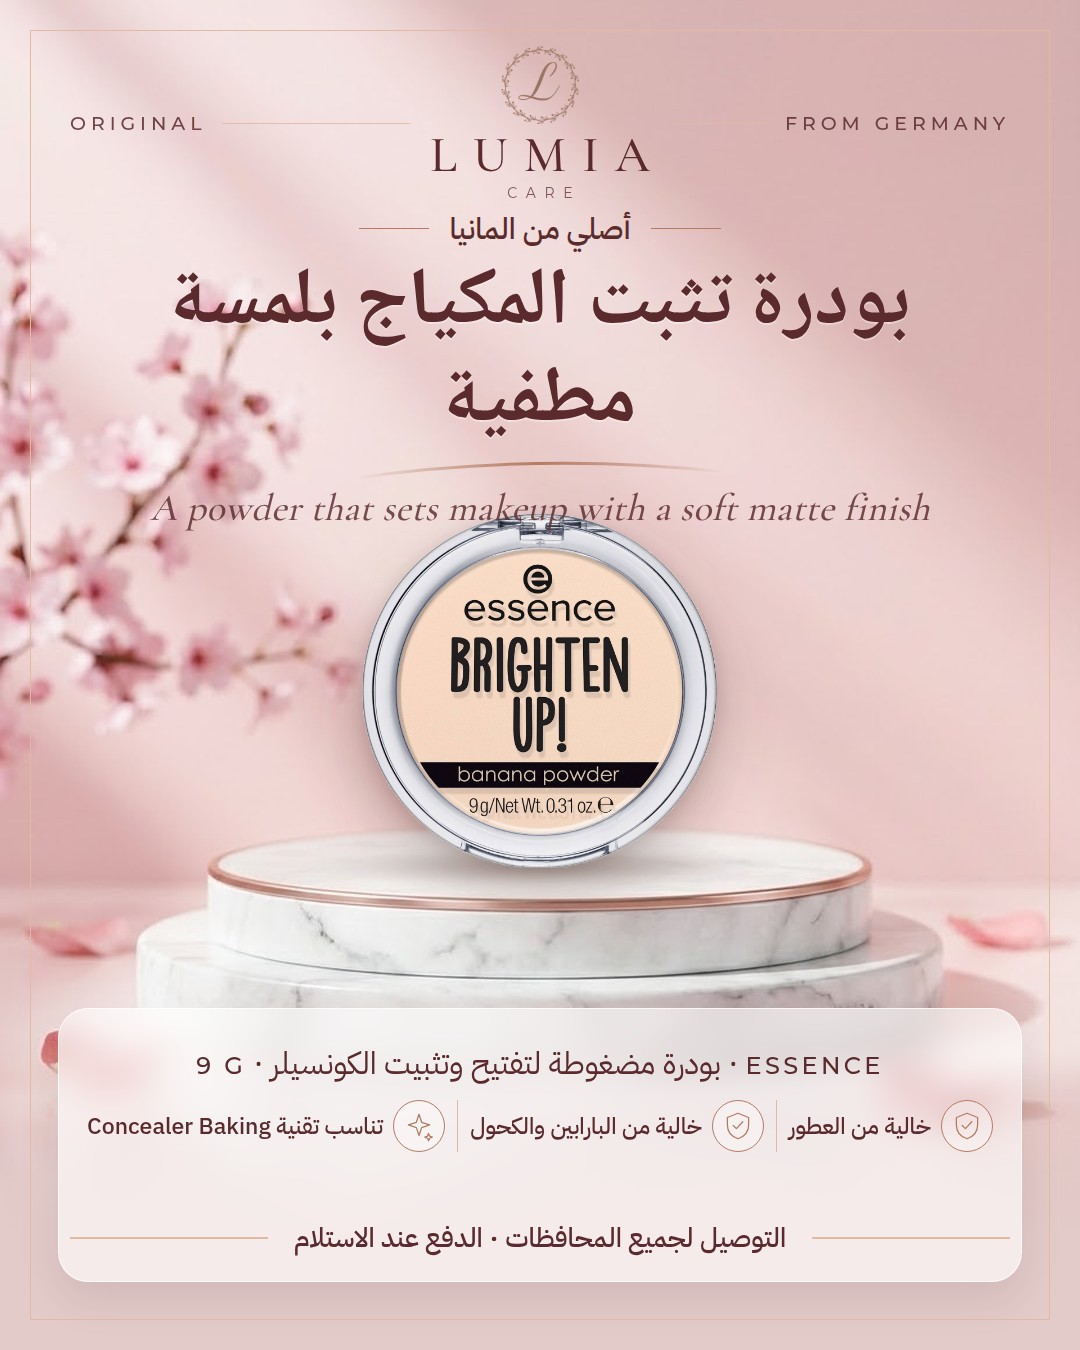 L
ORIGINAL
FROM GERMANY
LUMIA
CARE
أصلي من المانيا
بودرة تثبت المكياج بلمسة
مطفية
A powder that sets makeup with a soft matte finish
e
essence
BRIGHTEN
UP!
banana powder
9 g/Net Wt. 0.31 oz. ℮
ESSENCE · بودرة مضغوطة لتفتيح وتثبيت الكونسيلر · 9 G
خالية من العطور
خالية من البارابين والكحول
تناسب تقنية Concealer Baking
التوصيل لجميع المحافظات · الدفع عند الاستلام